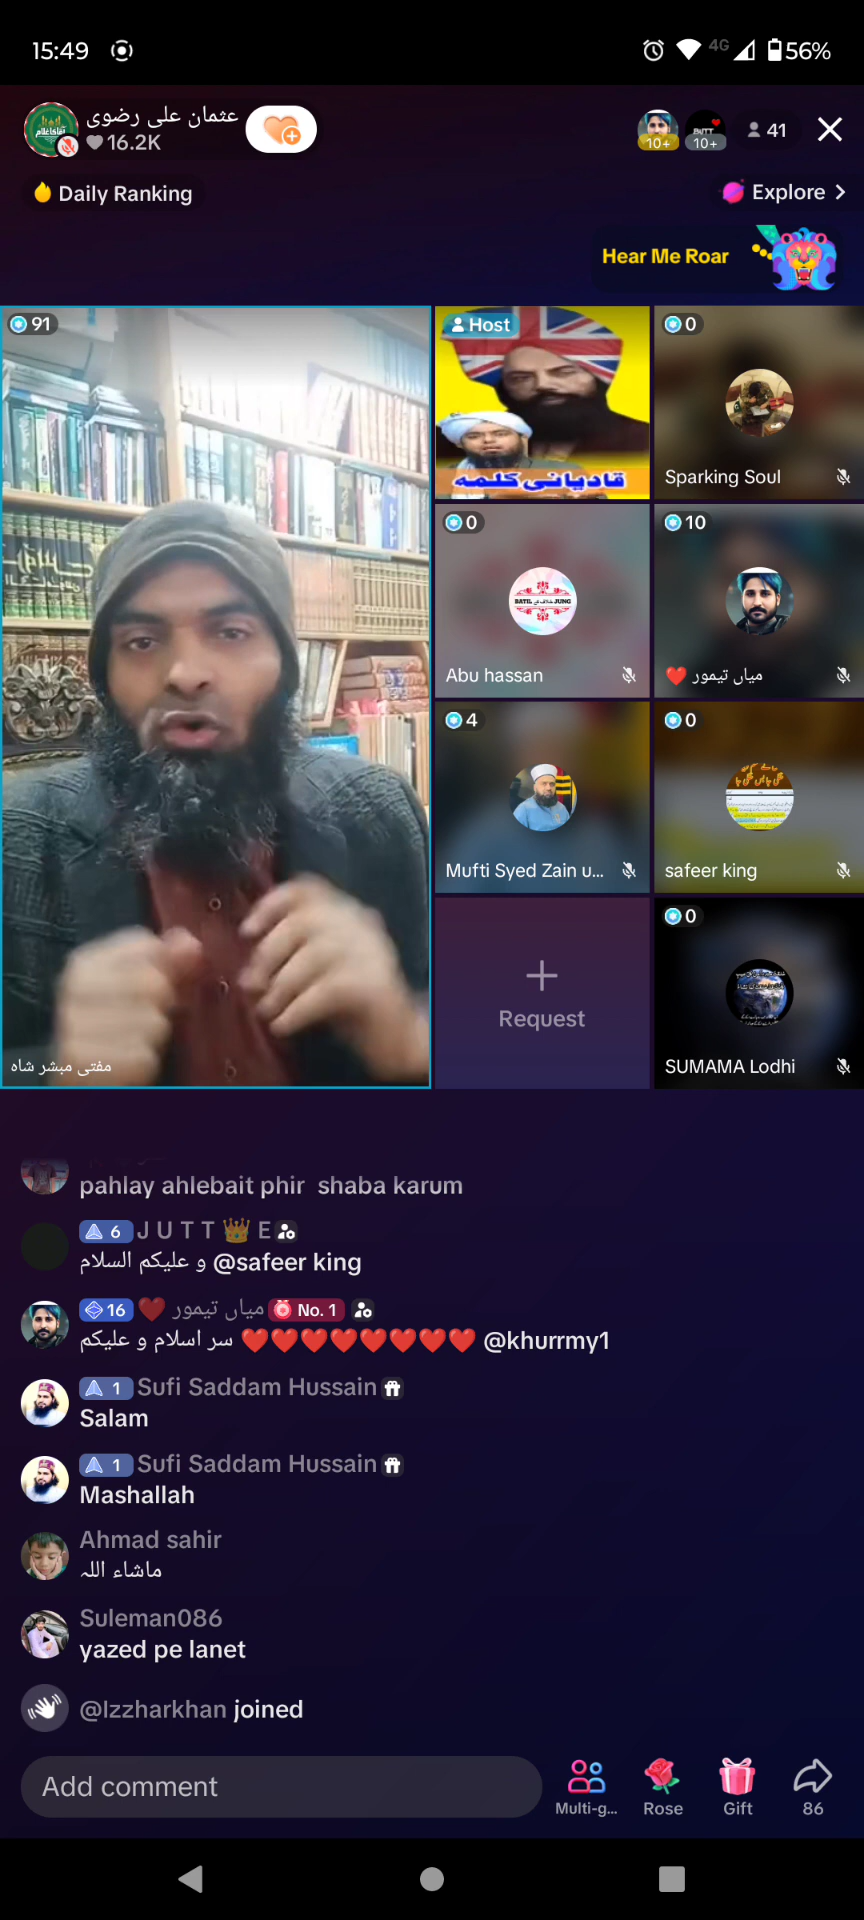 15:49
4G
56%
عثمان علی رضوی
16.2K
10+
10+
41
Daily Ranking
Explore
Hear Me Roar
91
Host
قادیانی کلمه
0
Sparking Soul
0
BATIL
JUNG
Abu hassan
10
میاں تیمور
4
Mufti Syed Zain u...
0
safeer king
Request
0
SUMAMA Lodhi
مفتی مبشر شاہ
pahlay ahlebait phir shaba karum
6 J U T T E
و علیکم السلام @safeer king
16 میاں تیمور No. 1
سر اسلام و علیکم @khurrmy1
1 Sufi Saddam Hussain
Salam
1 Sufi Saddam Hussain
Mashallah
Ahmad sahir
ماشاء اللہ
Suleman086
yazed pe lanet
@lzzharkhan joined
Add comment
Multi-g...
Rose
Gift
86